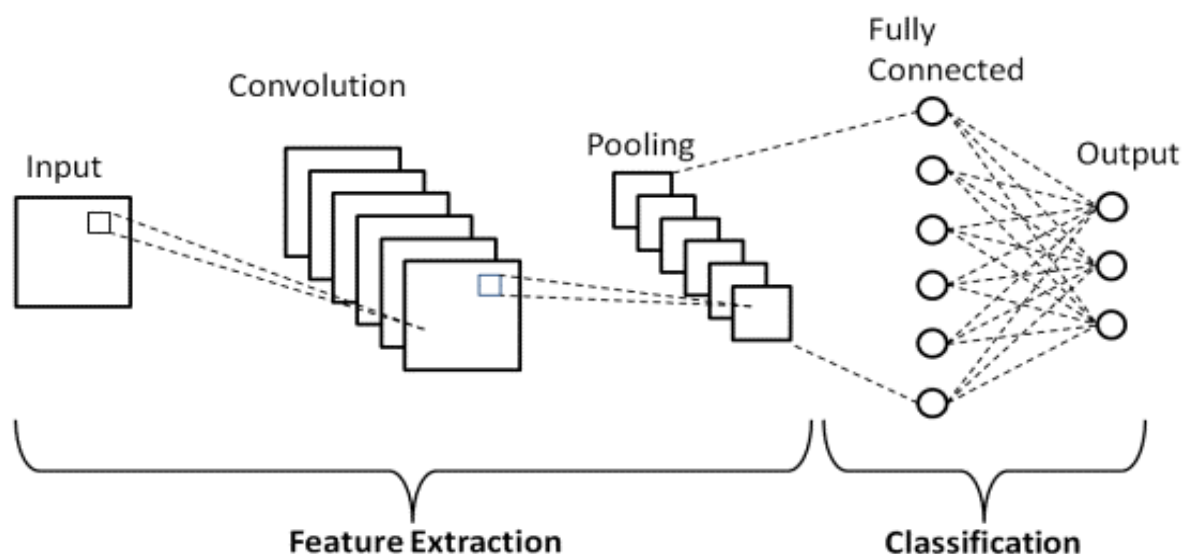 Input
Convolution
Pooling
Fully
Connected
Output
Feature Extraction
Classification